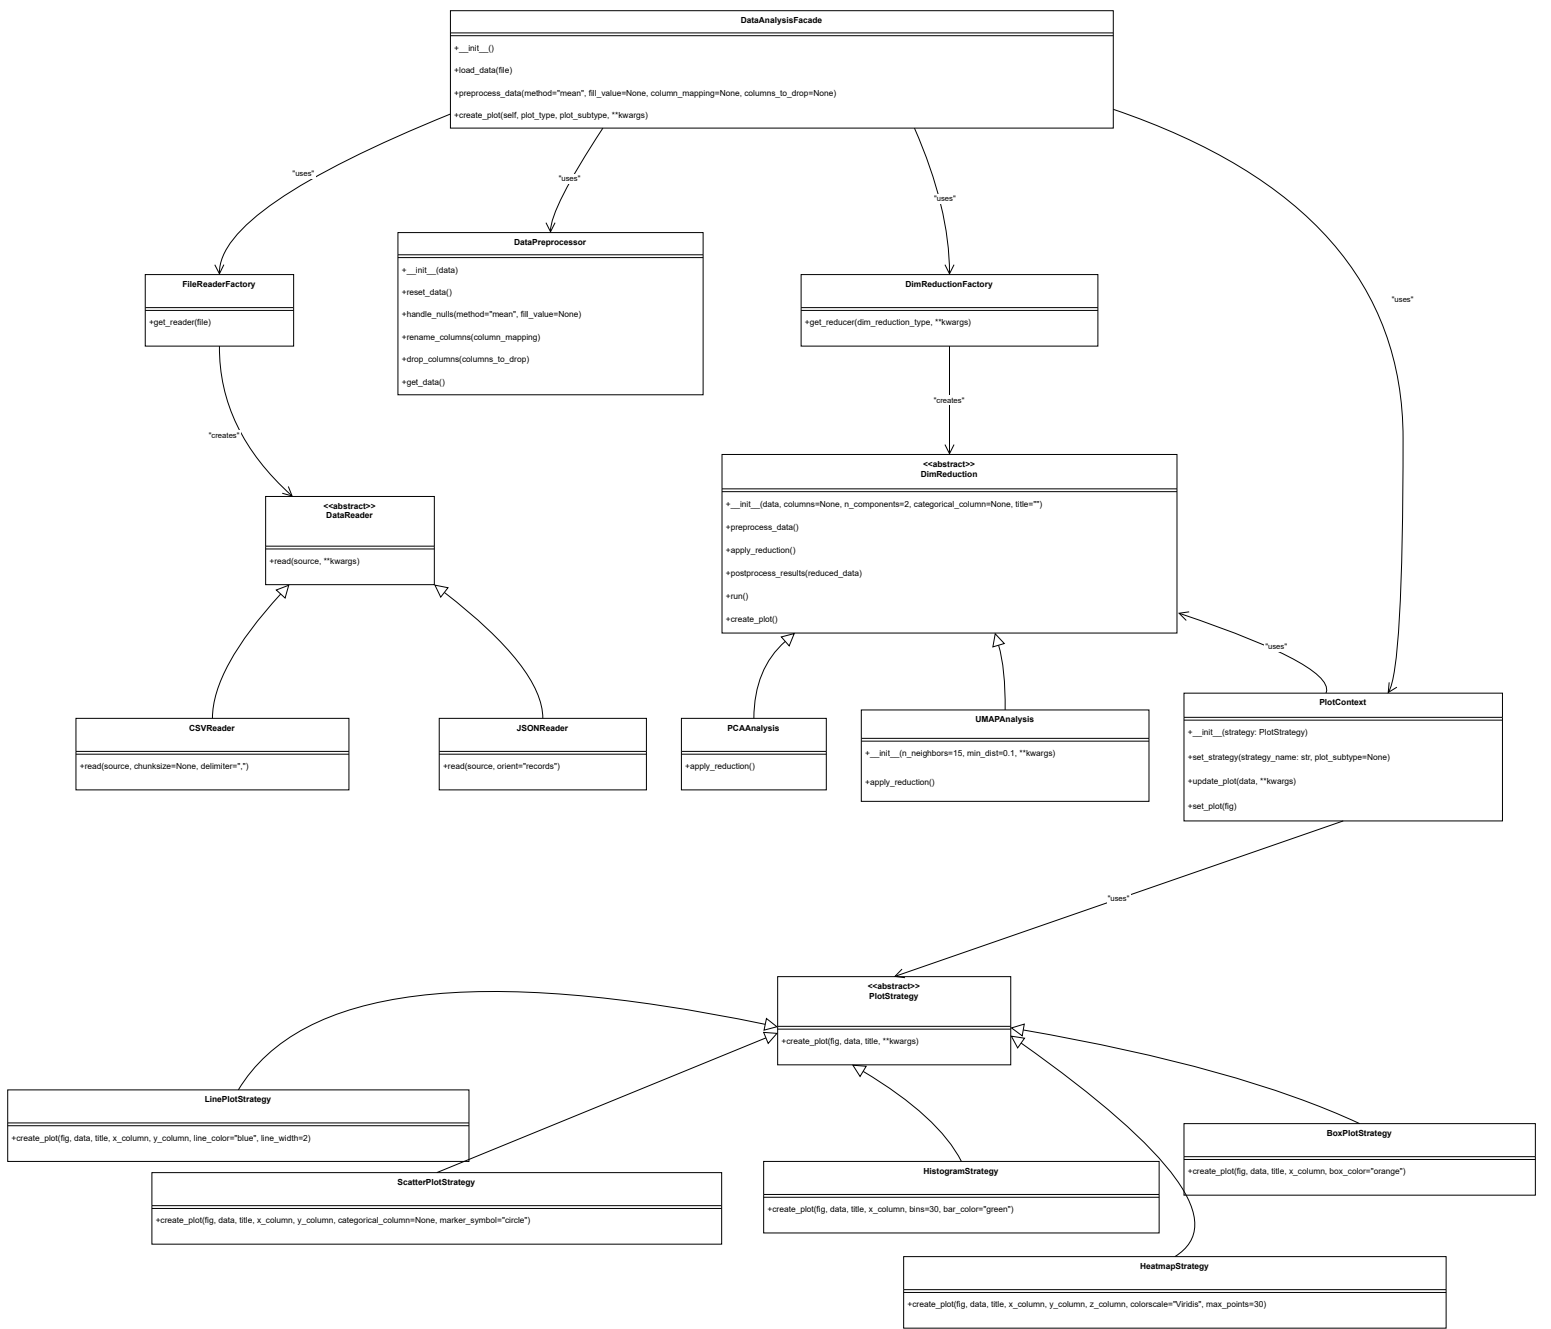 DataAnalysisFacade
+__init__()
+load_data(file)
+preprocess_data(method="mean", fill_value=None, column_mapping=None, columns_to_drop=None)
+create_plot(self, plot_type, plot_subtype, **kwargs)
"uses"
"uses"
"uses"
"uses"
FileReaderFactory
+get_reader(file)
DataPreprocessor
+__init__(data)
+reset_data()
+handle_nulls(method="mean", fill_value=None)
+rename_columns(column_mapping)
+drop_columns(columns_to_drop)
+get_data()
DimReductionFactory
+get_reducer(dim_reduction_type, **kwargs)
"creates"
"creates"
<<abstract>>
DataReader
+read(source, **kwargs)
<<abstract>>
DimReduction
+__init__(data, columns=None, n_components=2, categorical_column=None, title="")
+preprocess_data()
+apply_reduction()
+postprocess_results(reduced_data)
+run()
+create_plot()
"uses"
CSVReader
+read(source, chunksize=None, delimiter=",")
JSONReader
+read(source, orient="records")
PCAAnalysis
+apply_reduction()
UMAPAnalysis
+__init__(n_neighbors=15, min_dist=0.1, **kwargs)
+apply_reduction()
PlotContext
+__init__(strategy: PlotStrategy)
+set_strategy(strategy_name: str, plot_subtype=None)
+update_plot(data, **kwargs)
+set_plot(fig)
"uses"
<<abstract>>
PlotStrategy
+create_plot(fig, data, title, **kwargs)
LinePlotStrategy
+create_plot(fig, data, title, x_column, y_column, line_color="blue", line_width=2)
ScatterPlotStrategy
+create_plot(fig, data, title, x_column, y_column, categorical_column=None, marker_symbol="circle")
HistogramStrategy
+create_plot(fig, data, title, x_column, bins=30, bar_color="green")
BoxPlotStrategy
+create_plot(fig, data, title, x_column, box_color="orange")
HeatmapStrategy
+create_plot(fig, data, title, x_column, y_column, z_column, colorscale="Viridis", max_points=30)